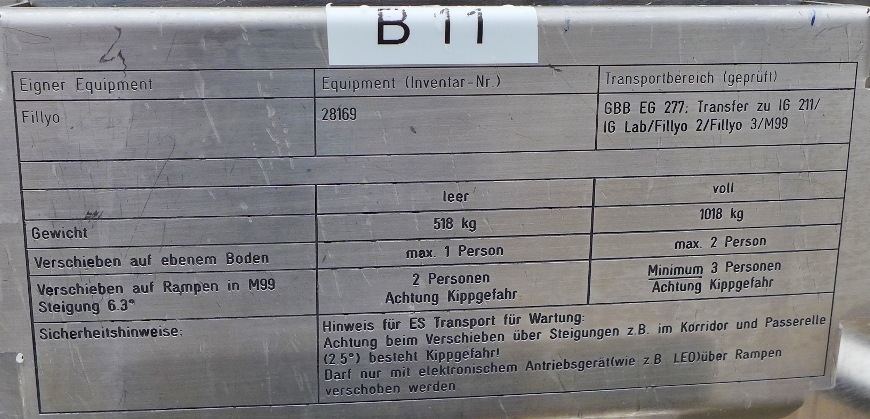 B 11
Eigner Equipment Equipment (Inventar-Nr.) Transportbereich (geprüft)
Fillyo 28169 GBB EG 277: Transfer zu IG 211/
IG Lab/Fillyo 2/Fillyo 3/M99
leer voll
Gewicht 518 kg 1018 kg
Verschieben auf ebenem Boden max. 1 Person max. 2 Person
Verschieben auf Rampen in M99 2 Personen Minimum 3 Personen
Steigung 6.3° Achtung Kippgefahr Achtung Kippgefahr
Sicherheitshinweise: Hinweis für ES Transport für Wartung:
Achtung beim Verschieben über Steigungen z.B. im Korridor und Passerelle
(2.5°) besteht Kippgefahr!
Darf nur mit elektronischem Antriebsgerät(wie z.B LEO)über Rampen
verschoben werden